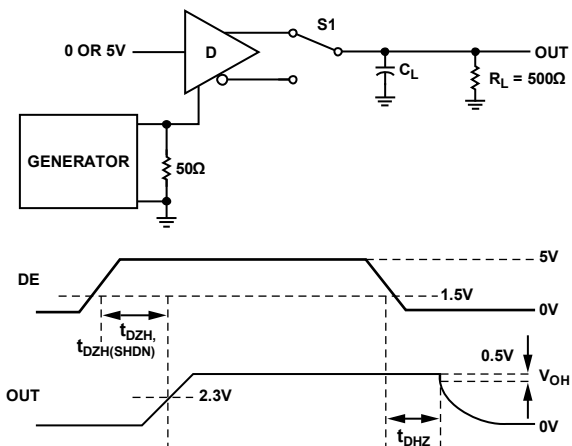 S1
0 OR 5V
D
OUT
C_L
R_L = 500Ω
GENERATOR
50Ω
5V
DE
1.5V
0V
t_DZH,
t_DZH(SHDN)
0.5V
V_OH
OUT
2.3V
0V
t_DHZ